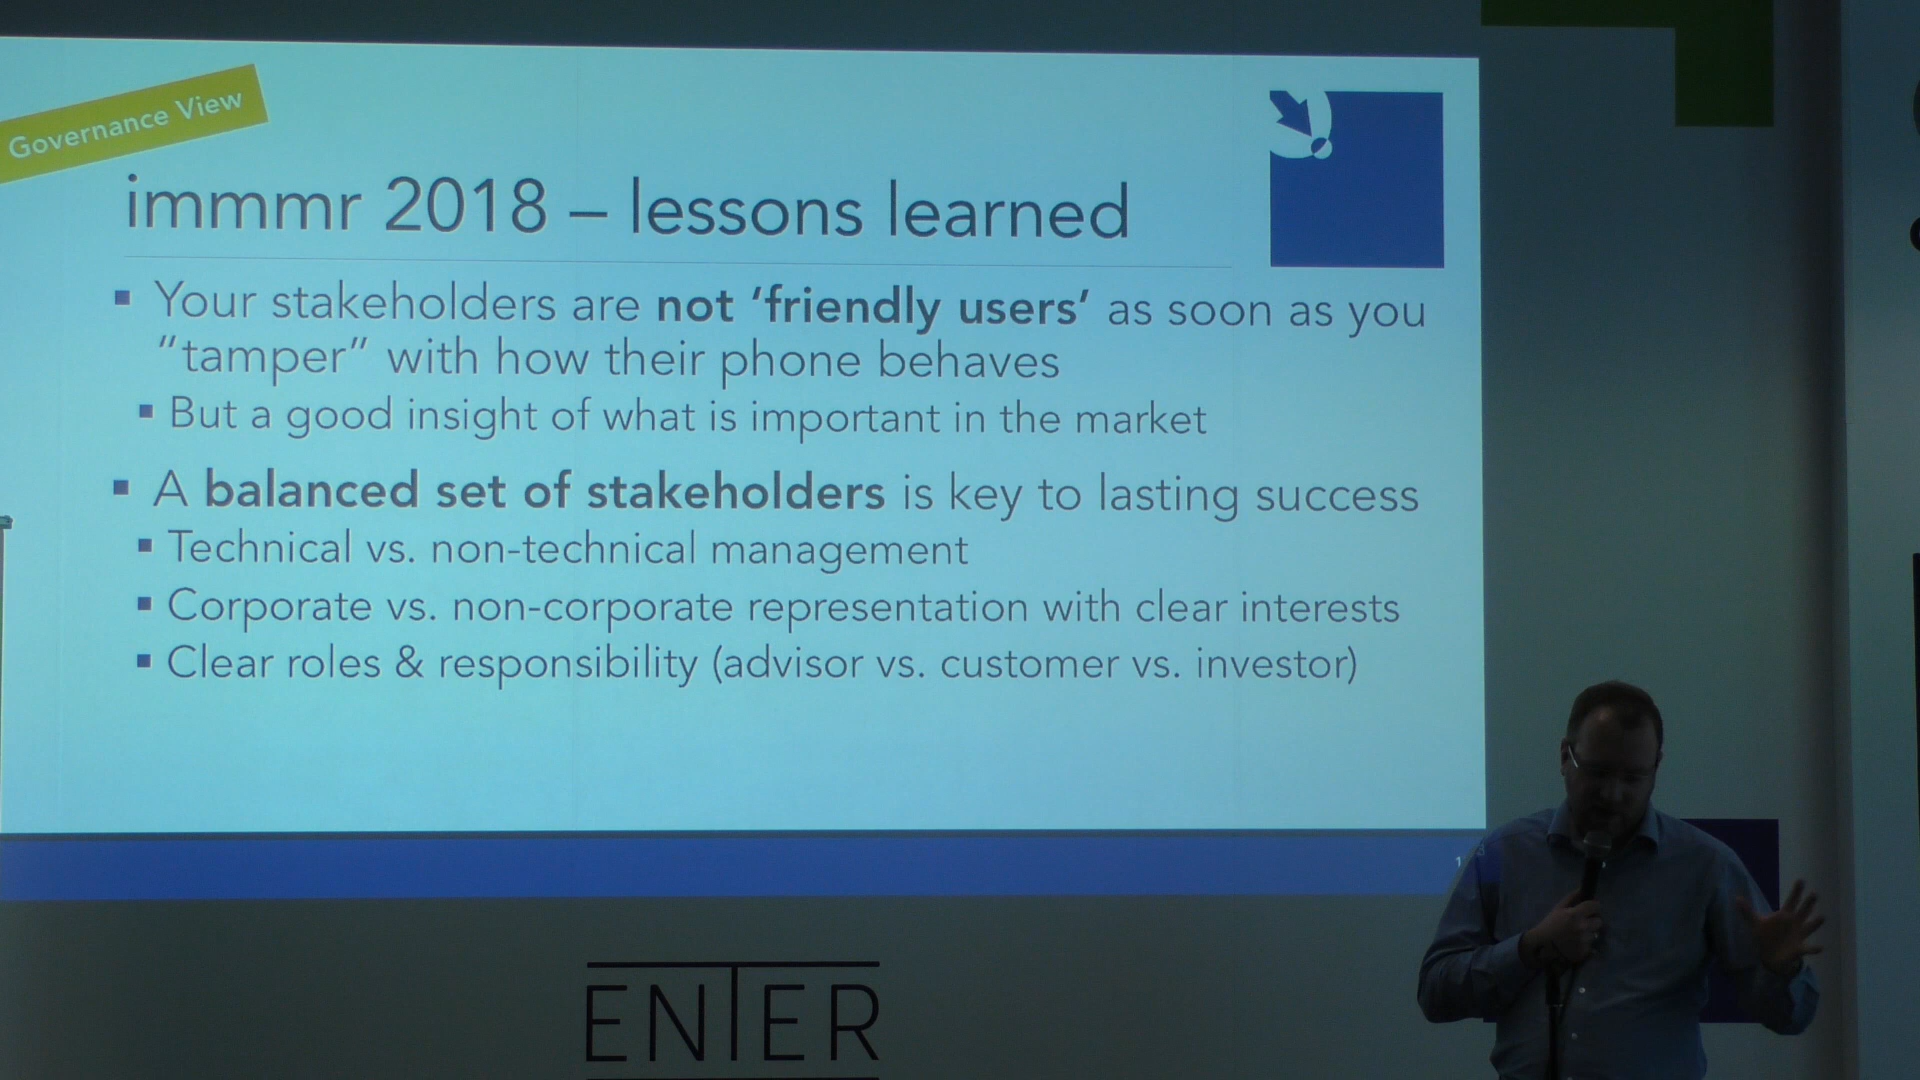 Governance View
immmr 2018 – lessons learned
▪ Your stakeholders are not ‘friendly users’ as soon as you
“tamper” with how their phone behaves
▪ But a good insight of what is important in the market
▪ A balanced set of stakeholders is key to lasting success
▪ Technical vs. non-technical management
▪ Corporate vs. non-corporate representation with clear interests
▪ Clear roles & responsibility (advisor vs. customer vs. investor)
ENTER